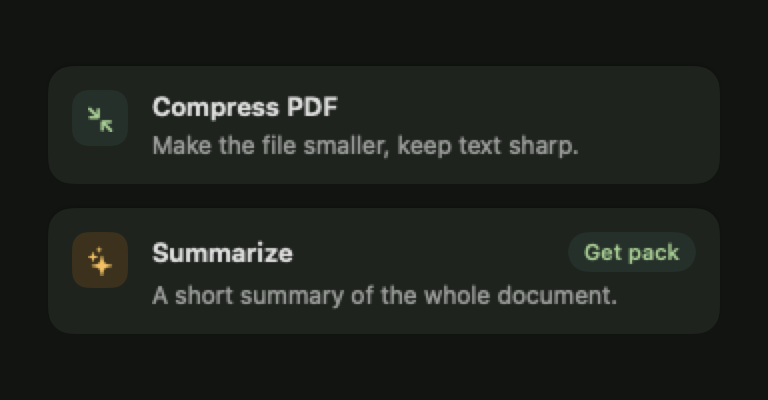 Compress PDF
Make the file smaller, keep text sharp.
Summarize
Get pack
A short summary of the whole document.